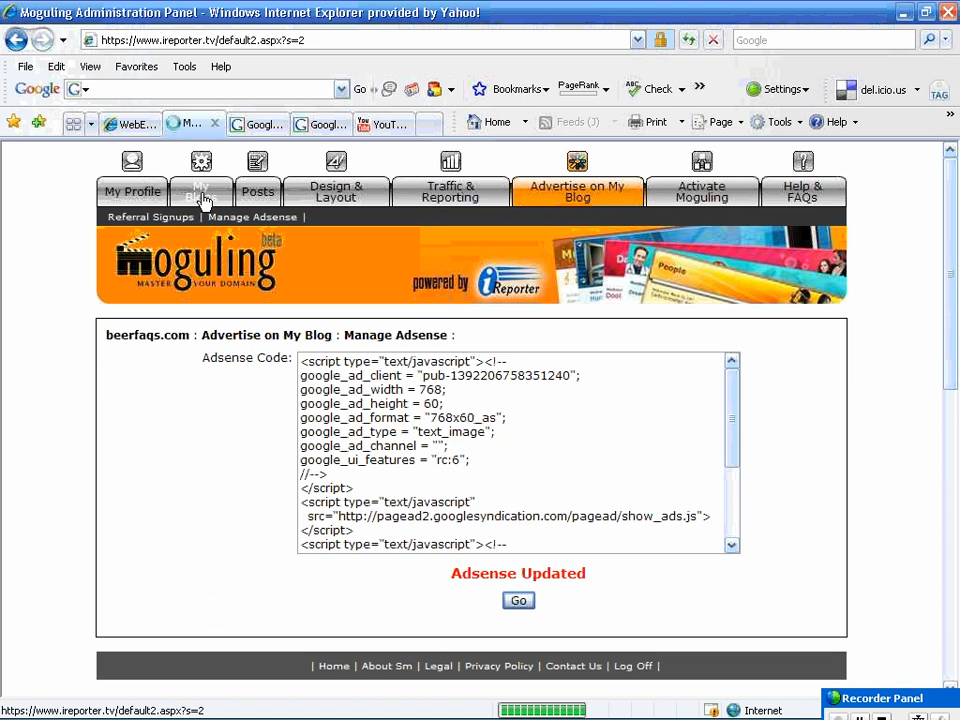 Moguling Administration Panel - Windows Internet Explorer provided by Yahoo!
https://www.ireporter.tv/default2.aspx?s=2
Google
File Edit View Favorites Tools Help
Google G Go Bookmarks PageRank Check Settings del.icio.us TAG
WebE... M... Googl... Googl... YouT... Home Feeds (J) Print Page Tools Help
My Profile My Posts Design & Layout Traffic & Reporting Advertise on My Blog Activate Moguling Help & FAQs
Referral Signups | Manage Adsense |
moguling beta
MASTER YOUR DOMAIN
powered by iReporter
People
beerfaqs.com : Advertise on My Blog : Manage Adsense :
Adsense Code:
<script type="text/javascript"><!--
google_ad_client = "pub-1392206758351240";
google_ad_width = 768;
google_ad_height = 60;
google_ad_format = "768x60_as";
google_ad_type = "text_image";
google_ad_channel = "";
google_ui_features = "rc:6";
//-->
</script>
<script type="text/javascript"
src="http://pagead2.googlesyndication.com/pagead/show_ads.js">
</script>
<script type="text/javascript"><!--
Adsense Updated
Go
| Home | About Sm | Legal | Privacy Policy | Contact Us | Log Off |
Recorder Panel
https://www.ireporter.tv/default2.aspx?s=2
Internet